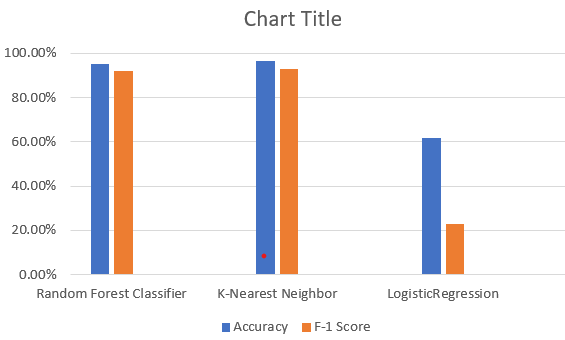 Chart Title
100.00%
80.00%
60.00%
40.00%
20.00%
0.00%
Random Forest Classifier K-Nearest Neighbor LogisticRegression
Accuracy F-1 Score